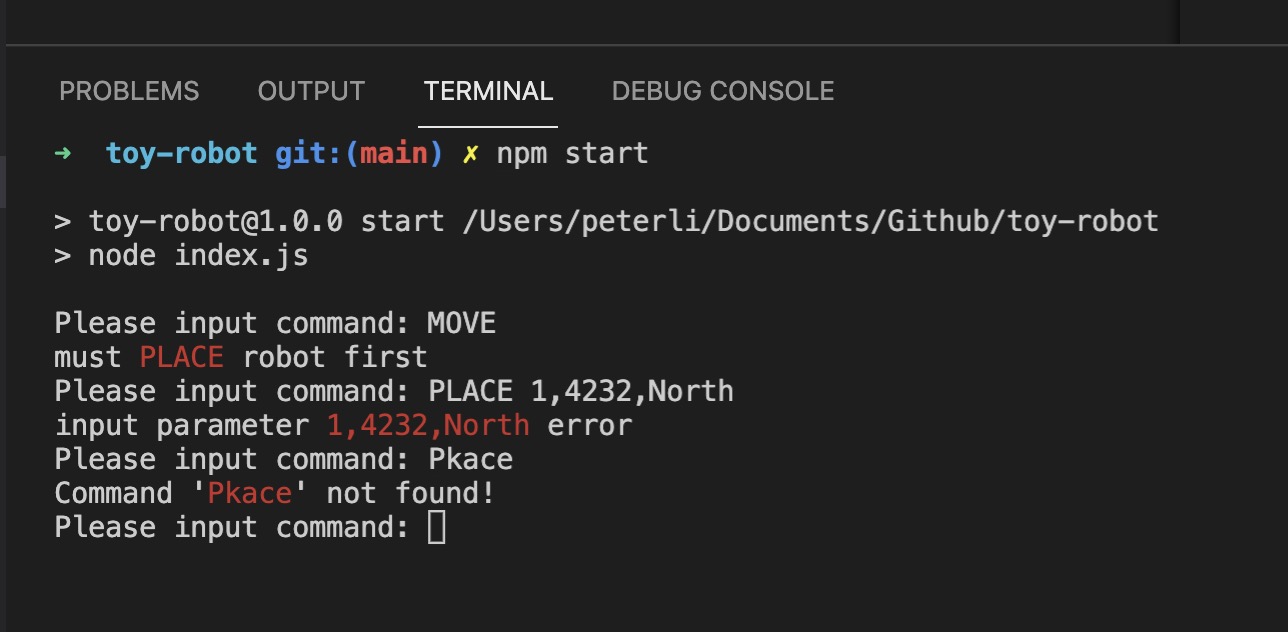 PROBLEMS OUTPUT TERMINAL DEBUG CONSOLE
➜ toy-robot git:(main) ✗ npm start
> toy-robot@1.0.0 start /Users/peterli/Documents/Github/toy-robot
> node index.js
Please input command: MOVE
must PLACE robot first
Please input command: PLACE 1,4232,North
input parameter 1,4232,North error
Please input command: Pkace
Command 'Pkace' not found!
Please input command: